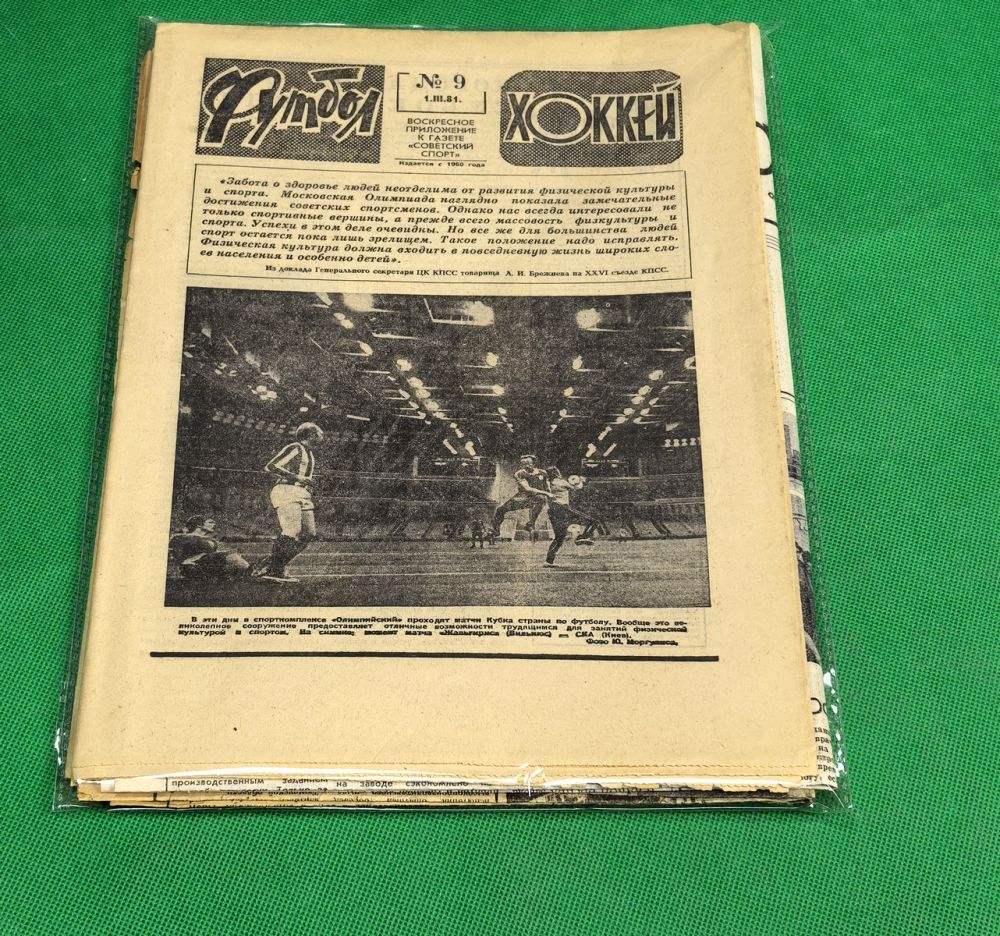 Футбол
№ 9
1.III.81.
ВОСКРЕСНОЕ
ПРИЛОЖЕНИЕ
К ГАЗЕТЕ
«СОВЕТСКИЙ
СПОРТ»
Издается с 1960 года
ХОККЕЙ
«Забота о здоровье людей неотделима от развития физической культуры
и спорта. Московская Олимпиада наглядно показала замечательные
достижения советских спортсменов. Однако нас всегда интересовали не
только спортивные вершины, а прежде всего массовость физкультуры и
спорта. Успехи в этом деле очевидны. Но все же для большинства людей
спорт остается пока лишь зрелищем. Такое положение надо исправлять.
Физическая культура должна входить в повседневную жизнь широких сло-
ев населения и особенно детей».
Из доклада Генерального секретаря ЦК КПСС товарища Л. И. Брежнева на XXVI съезде КПСС.
В эти дни в спорткомплексе «Олимпийский» проходят матчи Кубка страны по футболу. Вообще это ве-
ликолепное сооружение предоставляет отличные возможности трудящимся для занятий физической
культурой и спортом. На снимке: момент матча «Жальгирис» (Вильнюс) — СКА (Киев).
Фото Ю. Моргулиса.
производственным заданием
на заводе сэкономлено